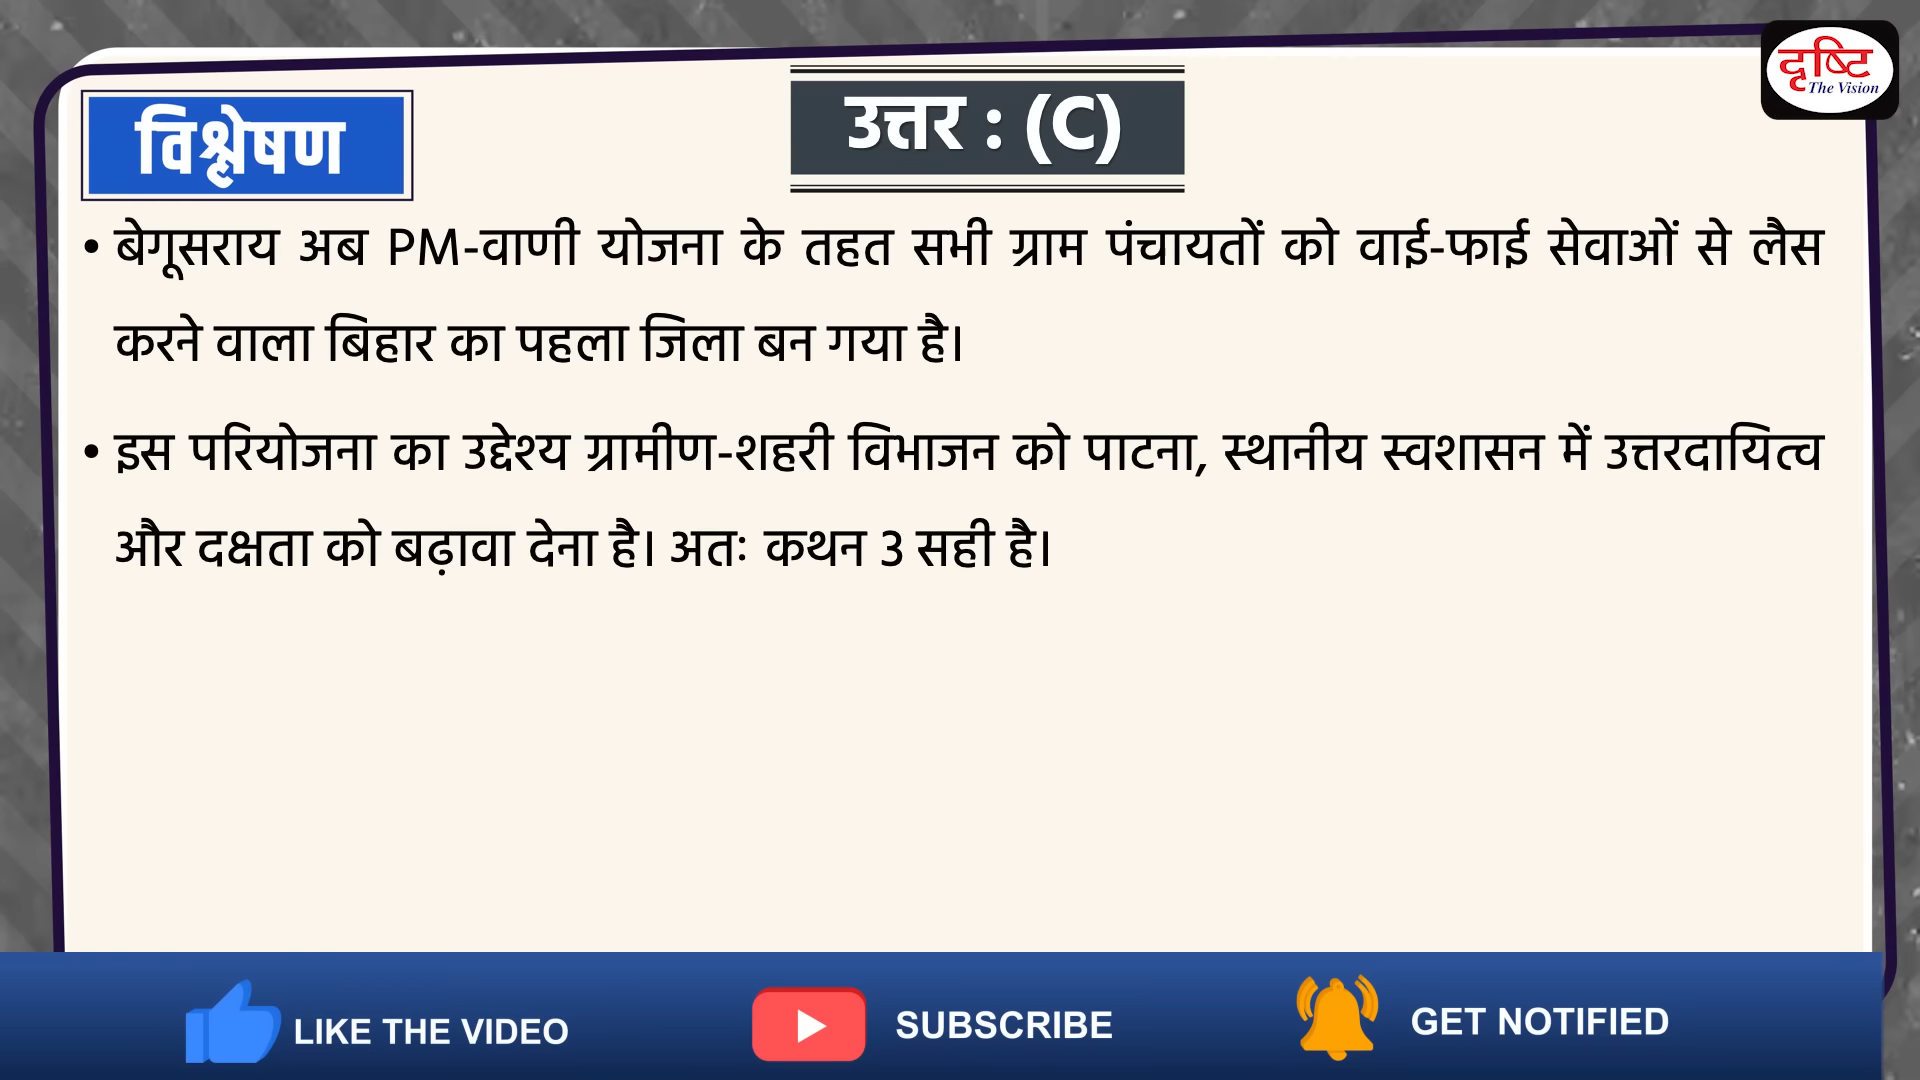 दृष्टि
The Vision
विश्लेषण
उत्तर : (C)
• बेगूसराय अब PM-वाणी योजना के तहत सभी ग्राम पंचायतों को वाई-फाई सेवाओं से लैस
करने वाला बिहार का पहला जिला बन गया है।
• इस परियोजना का उद्देश्य ग्रामीण-शहरी विभाजन को पाटना, स्थानीय स्वशासन में उत्तरदायित्व
और दक्षता को बढ़ावा देना है। अतः कथन 3 सही है।
LIKE THE VIDEO
SUBSCRIBE
GET NOTIFIED